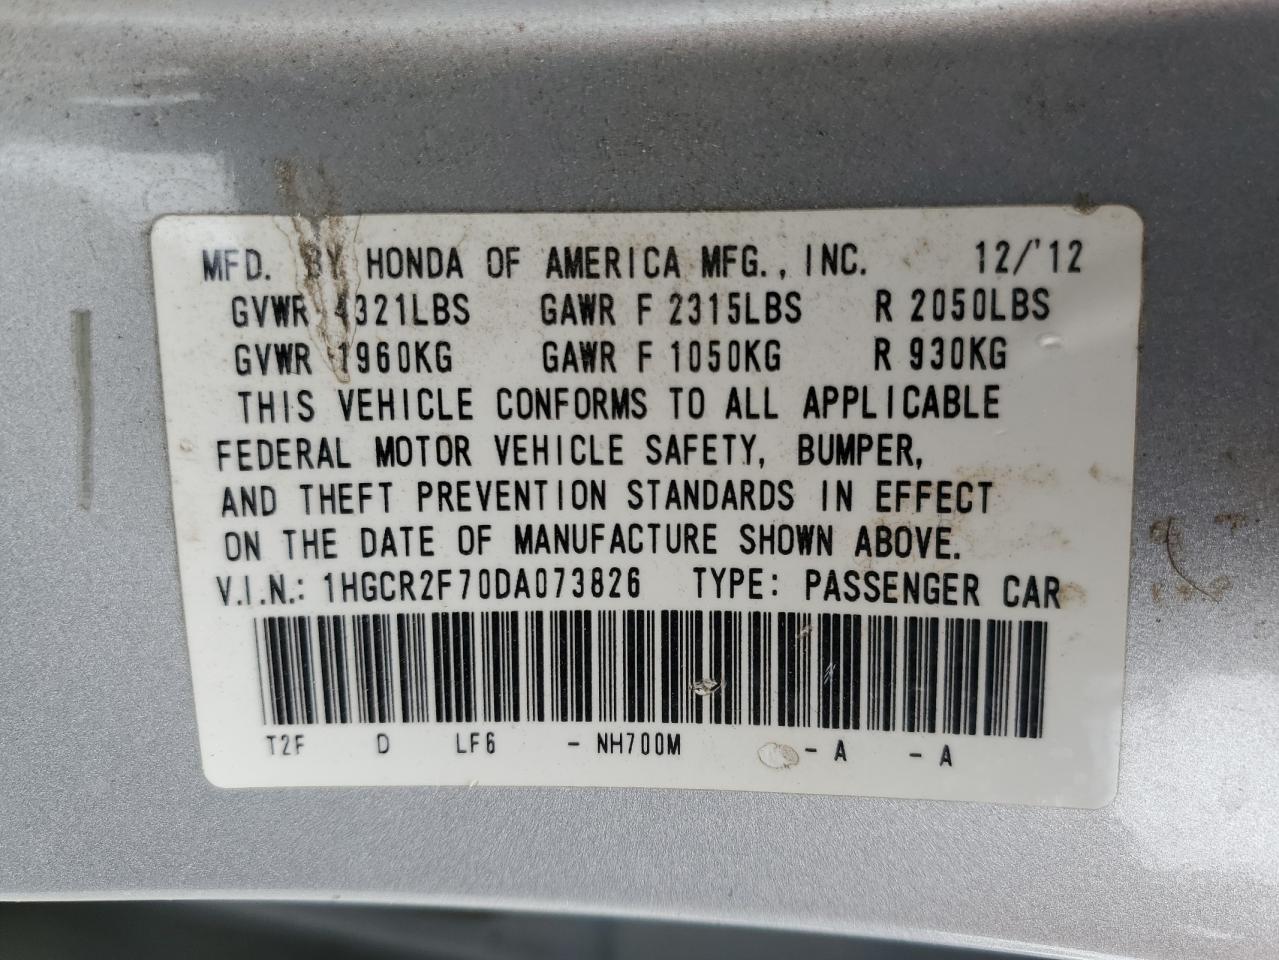 MFD. BY HONDA OF AMERICA MFG., INC. 12/'12
GVWR 4321LBS GAWR F 2315LBS R 2050LBS
GVWR 1960KG GAWR F 1050KG R 930KG
THIS VEHICLE CONFORMS TO ALL APPLICABLE
FEDERAL MOTOR VEHICLE SAFETY, BUMPER,
AND THEFT PREVENTION STANDARDS IN EFFECT
ON THE DATE OF MANUFACTURE SHOWN ABOVE.
V.I.N.: 1HGCR2F70DA073826 TYPE: PASSENGER CAR
T2F D LF6 - NH700M - A - A